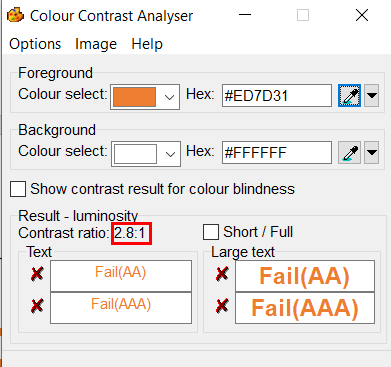 Colour Contrast Analyser
Options Image Help
Foreground
Colour select: Hex: #ED7D31
Background
Colour select: Hex: #FFFFFF
Show contrast result for colour blindness
Result - luminosity
Contrast ratio: 2.8:1
Short / Full
Text
Fail(AA)
Fail(AAA)
Large text
Fail(AA)
Fail(AAA)